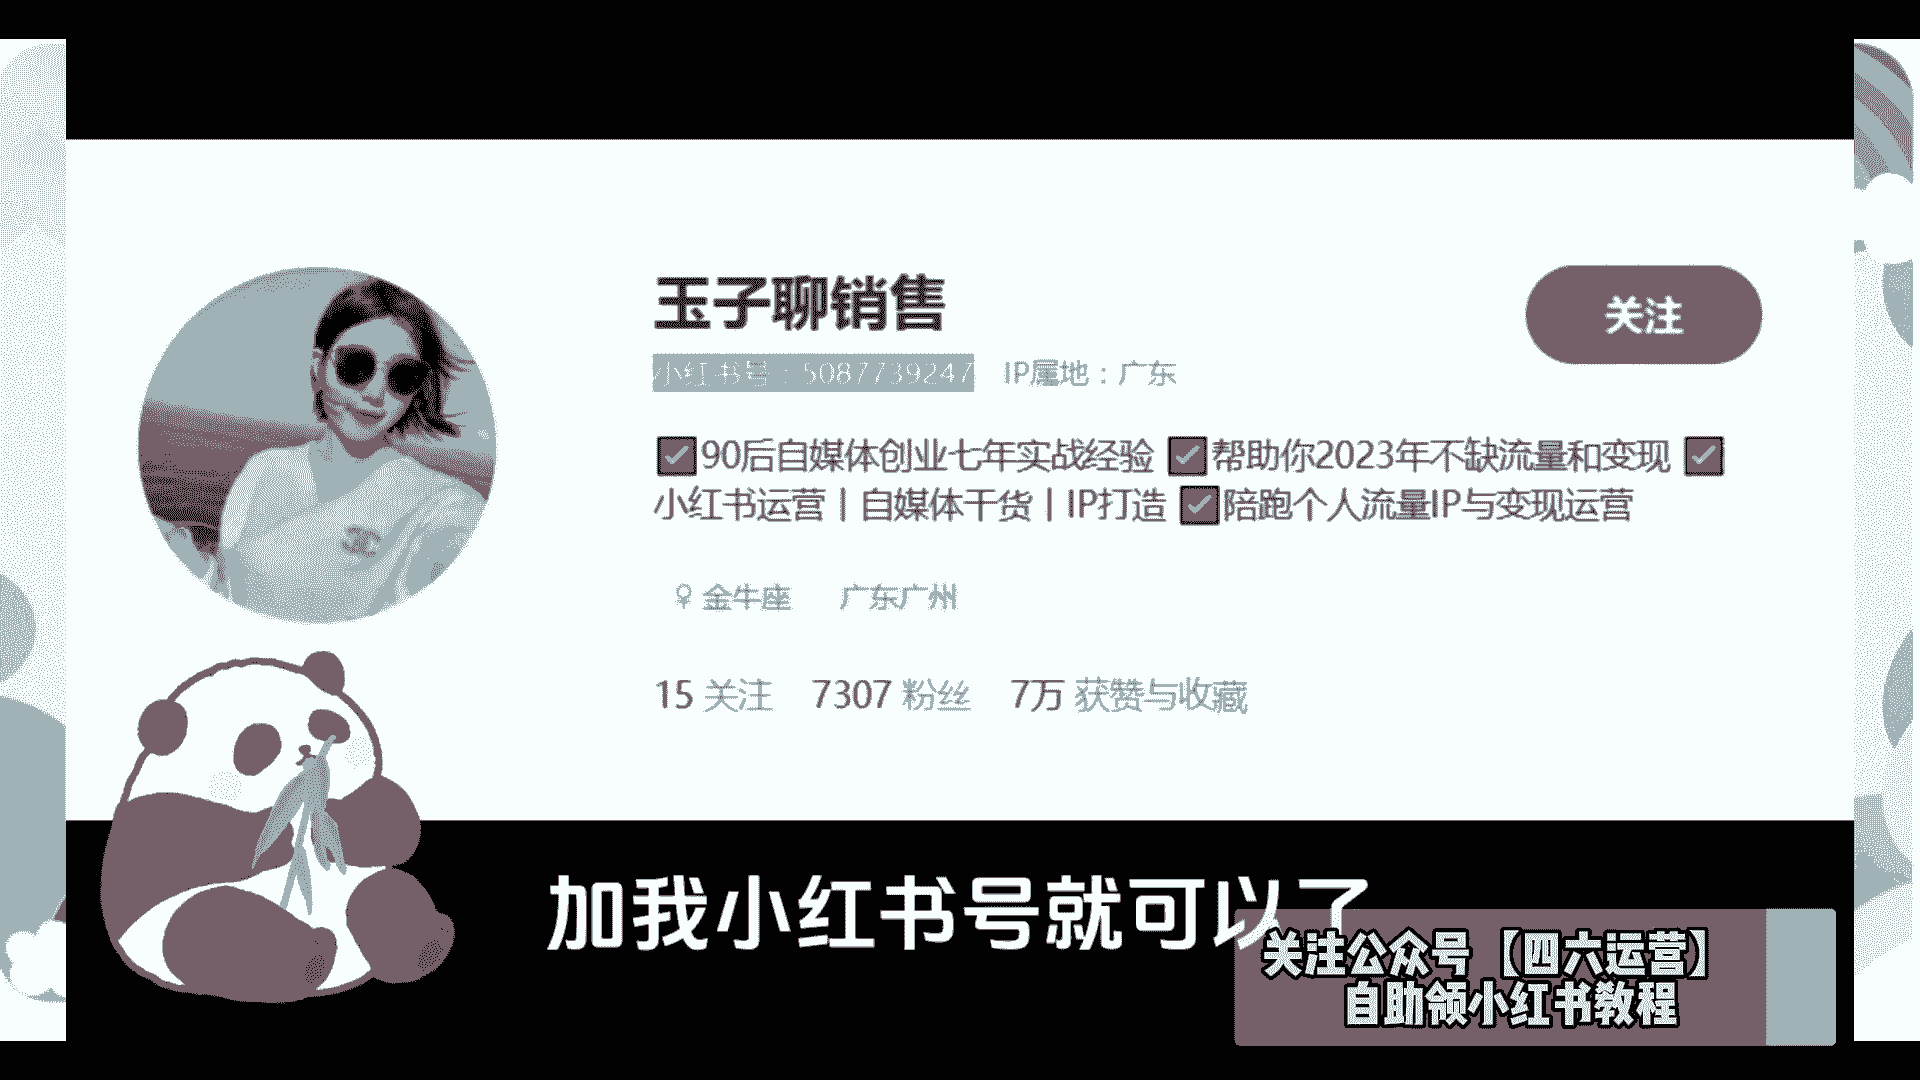 玉子聊销售
关注
小红书号：5087739247 IP属地：广东
✅90后自媒体创业七年实战经验 ✅帮助你2023年不缺流量和变现 ✅
小红书运营丨自媒体干货丨IP打造 ✅陪跑个人流量IP与变现运营
♀ 金牛座 广东广州
15 关注 7307 粉丝 7万 获赞与收藏
加我小红书号就可以了
关注公众号【四六运营】
自助领小红书教程